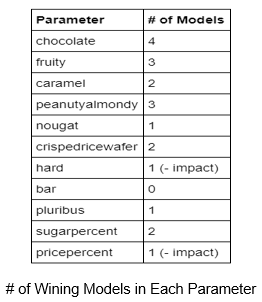 Parameter # of Models
chocolate 4
fruity 3
caramel 2
peanutyalmondy 3
nougat 1
crispedricewafer 2
hard 1 (- impact)
bar 0
pluribus 1
sugarpercent 2
pricepercent 1 (- impact)
# of Wining Models in Each Parameter